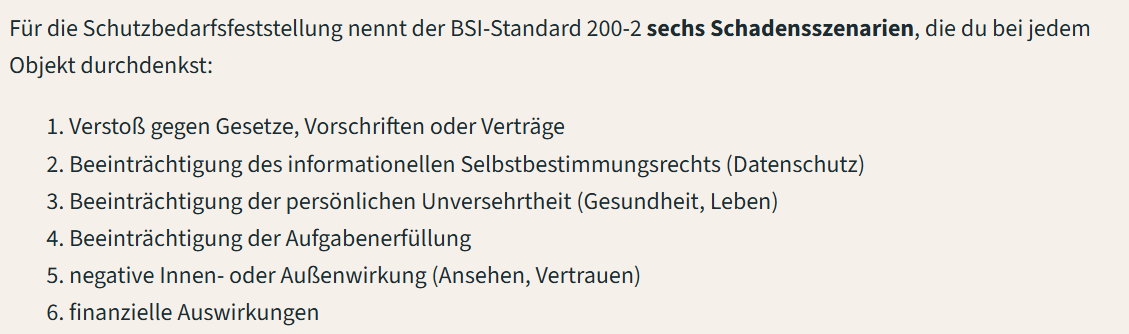 Für die Schutzbedarfsfeststellung nennt der BSI-Standard 200-2 sechs Schadensszenarien, die du bei jedem
Objekt durchdenkst:
1. Verstoß gegen Gesetze, Vorschriften oder Verträge
2. Beeinträchtigung des informationellen Selbstbestimmungsrechts (Datenschutz)
3. Beeinträchtigung der persönlichen Unversehrtheit (Gesundheit, Leben)
4. Beeinträchtigung der Aufgabenerfüllung
5. negative Innen- oder Außenwirkung (Ansehen, Vertrauen)
6. finanzielle Auswirkungen